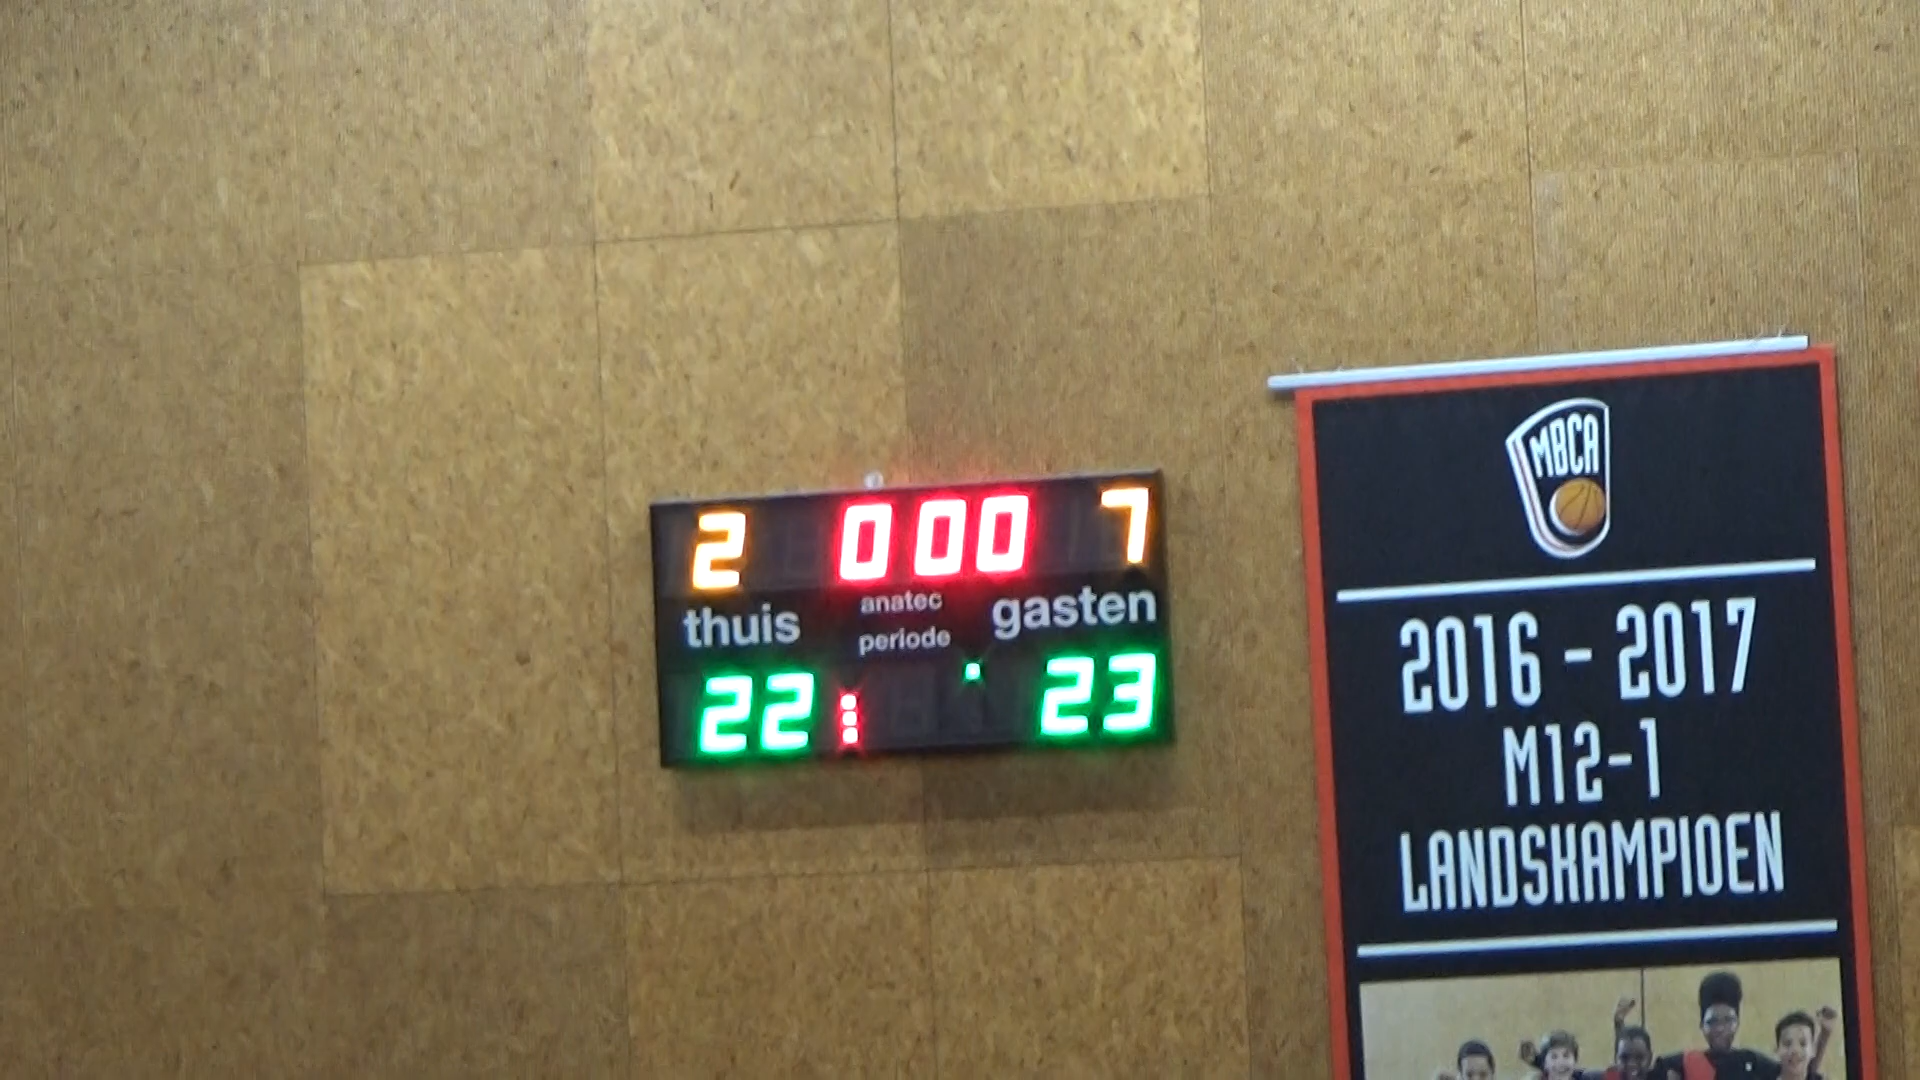 2 000 7
thuis anatec gasten
periode
22 23
MBCA
2016 - 2017
M12-1
LANDSKAMPIOEN